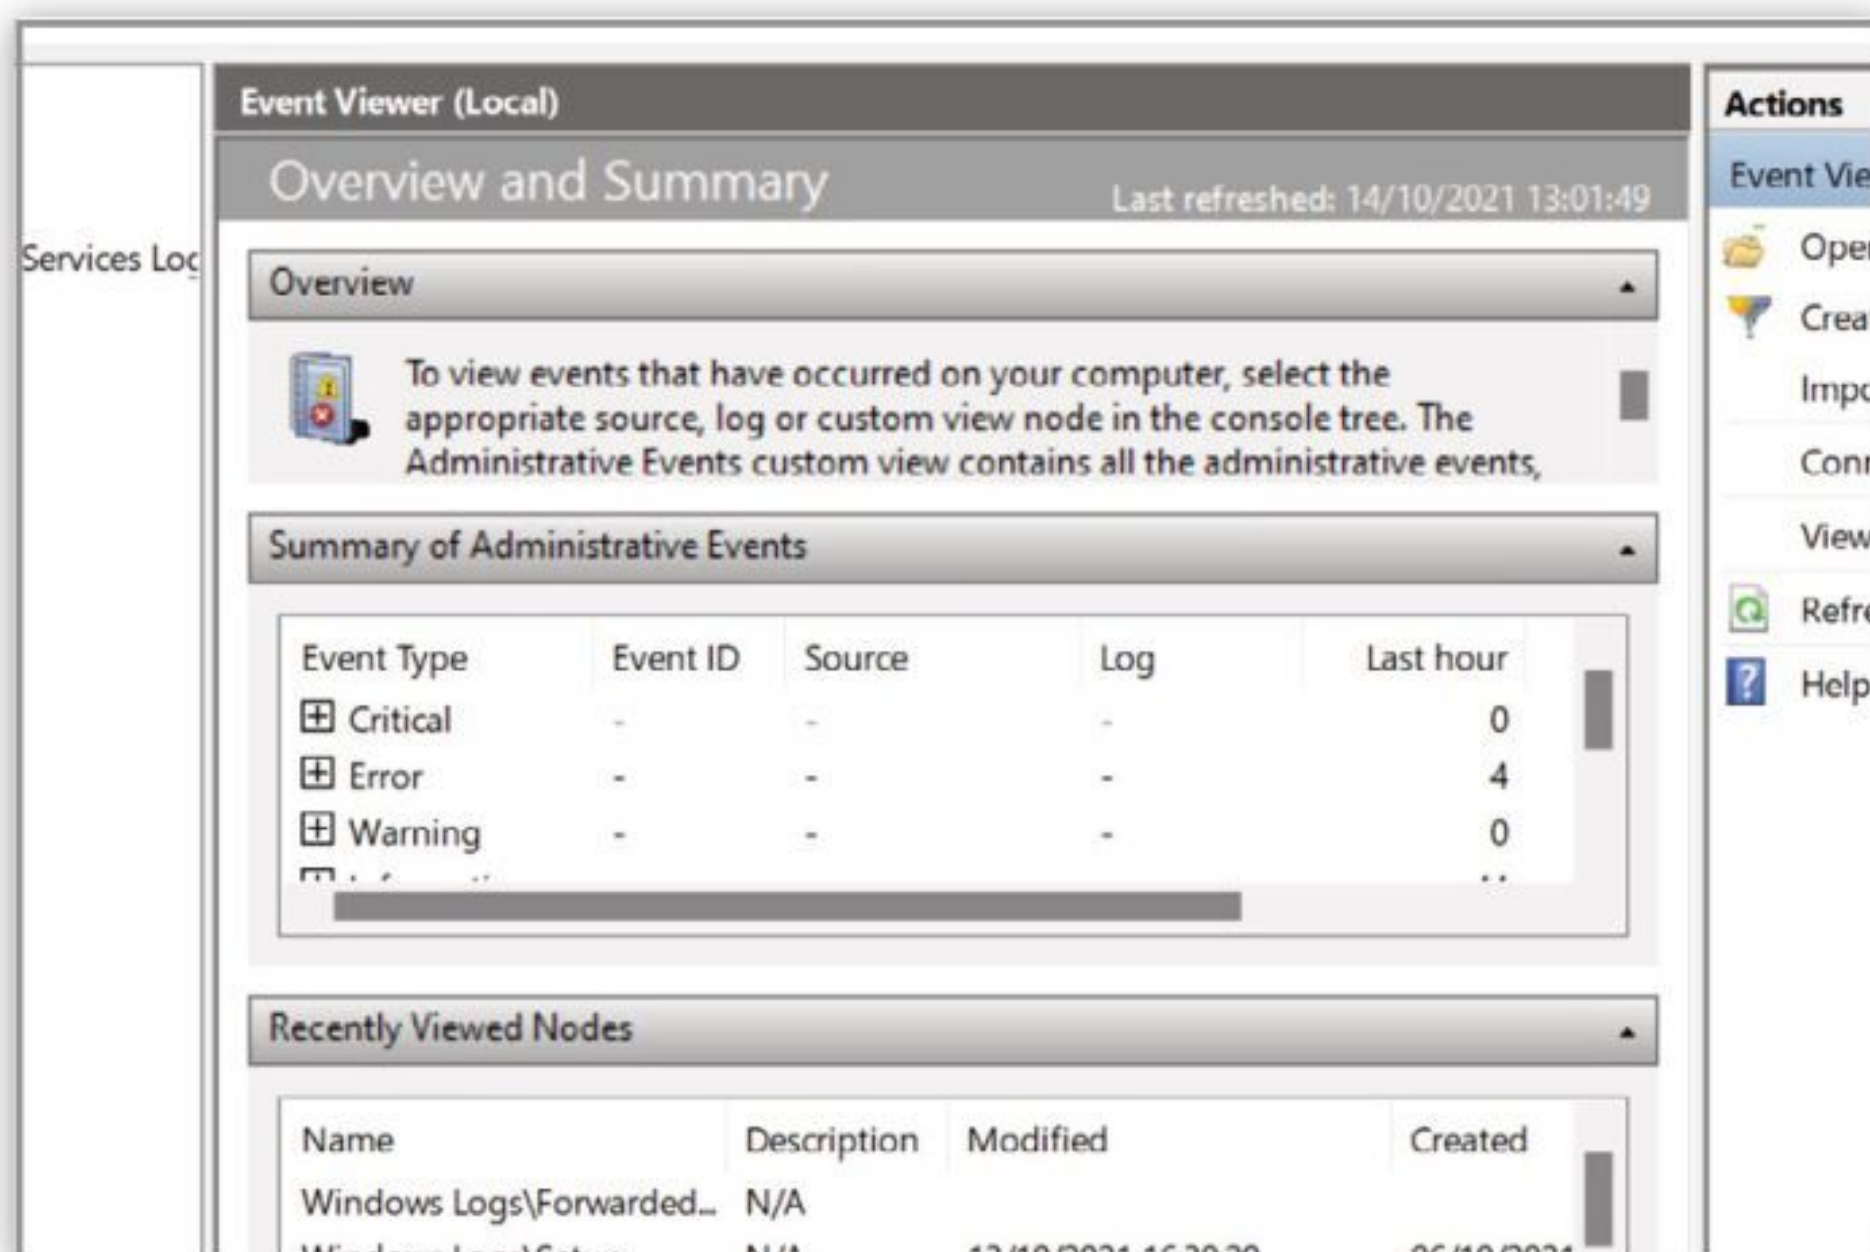 Event Viewer (Local)
Overview and Summary
Last refreshed: 14/10/2021 13:01:49
Services Log
Overview
To view events that have occurred on your computer, select the
appropriate source, log or custom view node in the console tree. The
Administrative Events custom view contains all the administrative events,
Summary of Administrative Events
Event Type Event ID Source Log Last hour
Critical - - - 0
Error - - - 4
Warning - - - 0
Recently Viewed Nodes
Name Description Modified Created
Windows Logs\Forwarded... N/A
Actions
Event Vie
Oper
Crea
Impo
Conn
View
Refre
Help